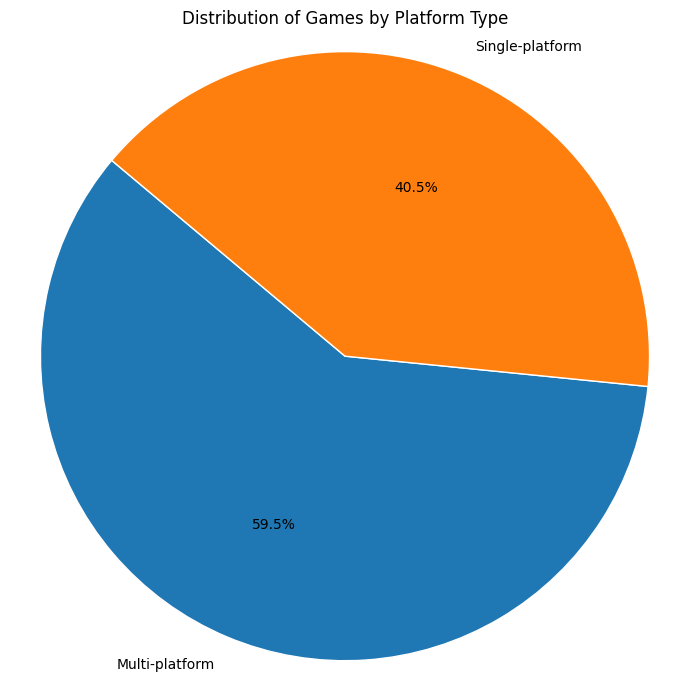 Distribution of Games by Platform Type
Single-platform
40.5%
59.5%
Multi-platform